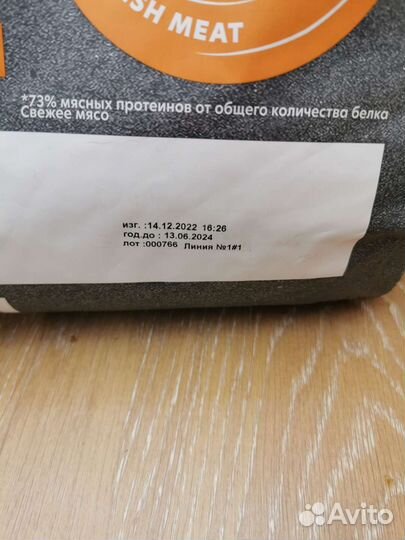 SH MEAT
*73% мясных протеинов от общего количества белка
Свежее мясо
изг. :14.12.2022 16:26
год.до : 13.06.2024
лот :000766 Линия №1#1
Avito